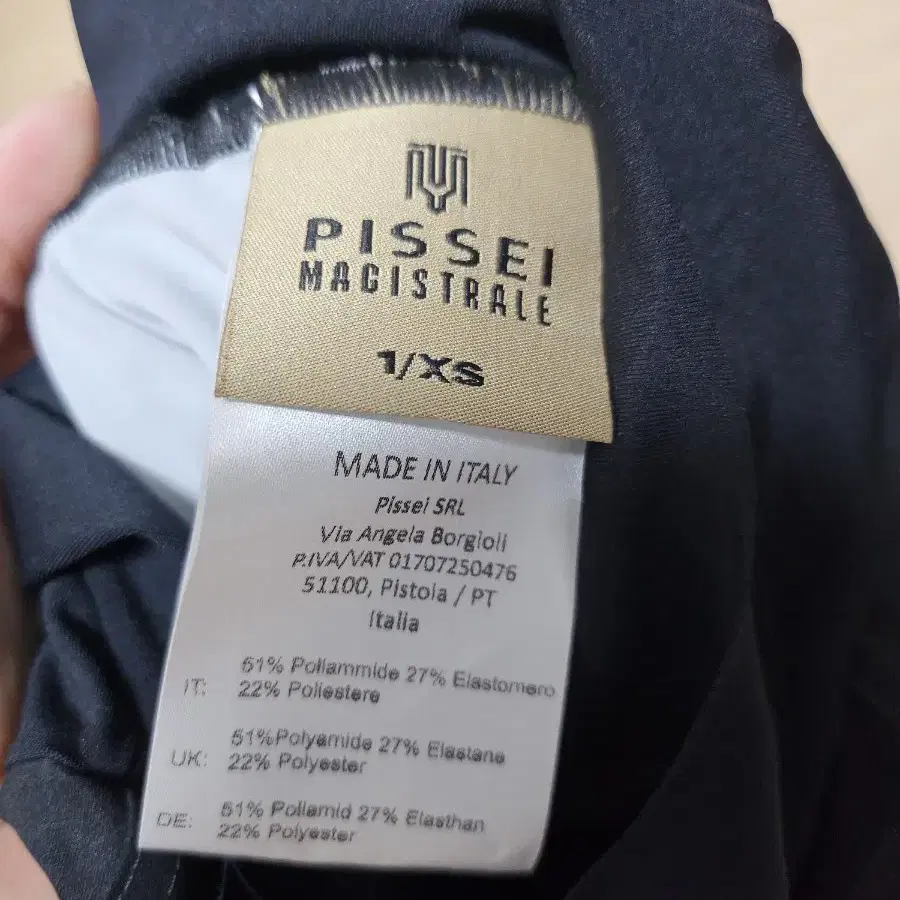 PISSEI
MAGISTRALE
1/XS
MADE IN ITALY
Pissei SRL
Via Angela Borgioli
P.IVA/VAT 01707250476
51100, Pistoia / PT
Italia
IT: 51% Poliammide 27% Elastomero
22% Poliestere
UK: 51%Polyamide 27% Elastane
22% Polyester
DE: 51% Poliamid 27% Elasthan
22% Polyester